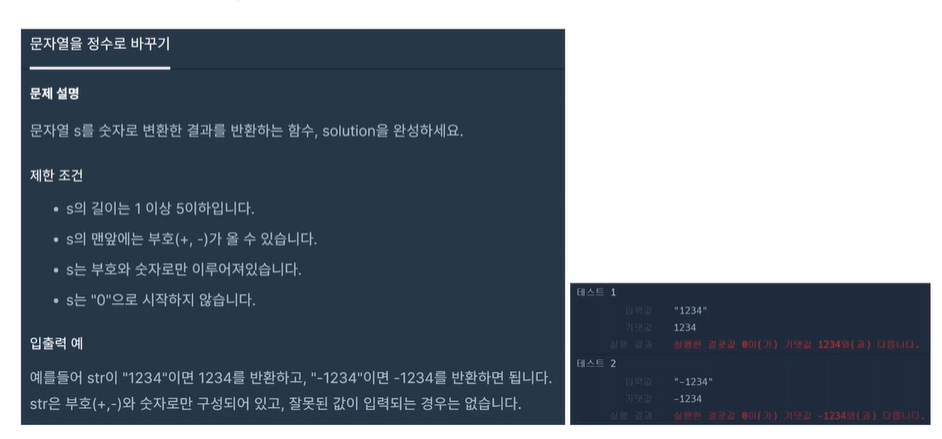 문자열을 정수로 바꾸기
문제 설명
문자열 s를 숫자로 변환한 결과를 반환하는 함수, solution을 완성하세요.
제한 조건
• s의 길이는 1 이상 5이하입니다.
• s의 맨앞에는 부호(+, -)가 올 수 있습니다.
• s는 부호와 숫자로만 이루어져있습니다.
• s는 "0"으로 시작하지 않습니다.
입출력 예
예를들어 str이 "1234"이면 1234를 반환하고, "-1234"이면 -1234를 반환하면 됩니다.
str은 부호(+,-)와 숫자로만 구성되어 있고, 잘못된 값이 입력되는 경우는 없습니다.
테스트 1
입력값 "1234"
기댓값 1234
실행 결과 실행한 결괏값 0이(가) 기댓값 1234와(과) 다릅니다.
테스트 2
입력값 "-1234"
기댓값 -1234
실행 결과 실행한 결괏값 0이(가) 기댓값 -1234와(과) 다릅니다.